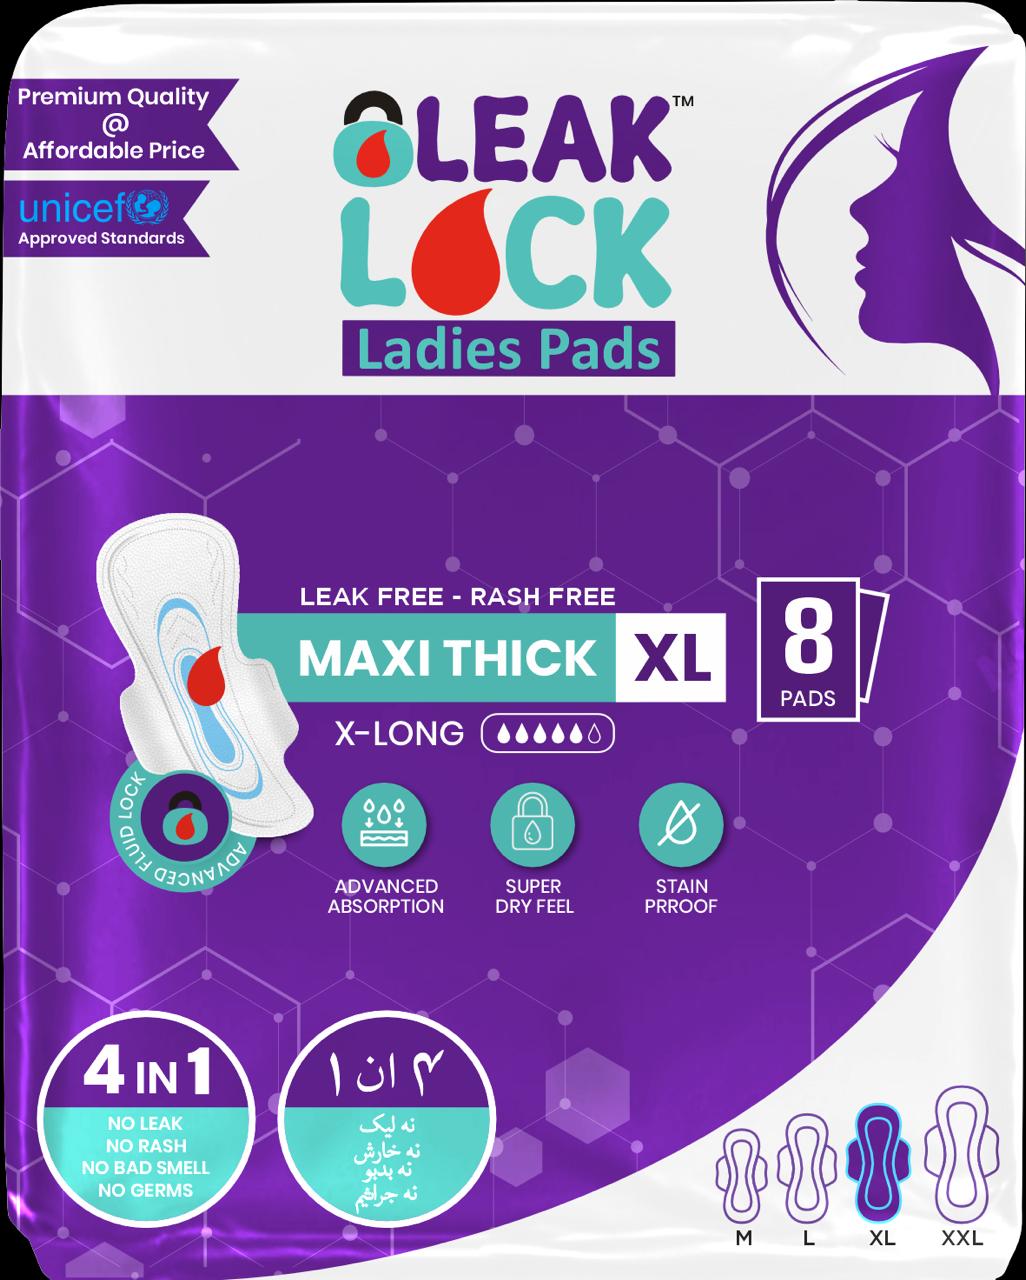 Premium Quality
@
Affordable Price
unicef
Approved Standards
LEAK™
LOCK
Ladies Pads
LEAK FREE - RASH FREE
MAXI THICK XL
X-LONG
8
PADS
ADVANCED FLUID LOCK
ADVANCED
ABSORPTION
SUPER
DRY FEEL
STAIN
PRROOF
4 IN 1
NO LEAK
NO RASH
NO BAD SMELL
NO GERMS
۴ ان ۱
نہ لیک
نہ خارش
نہ بدبو
نہ جراثیم
M L XL XXL